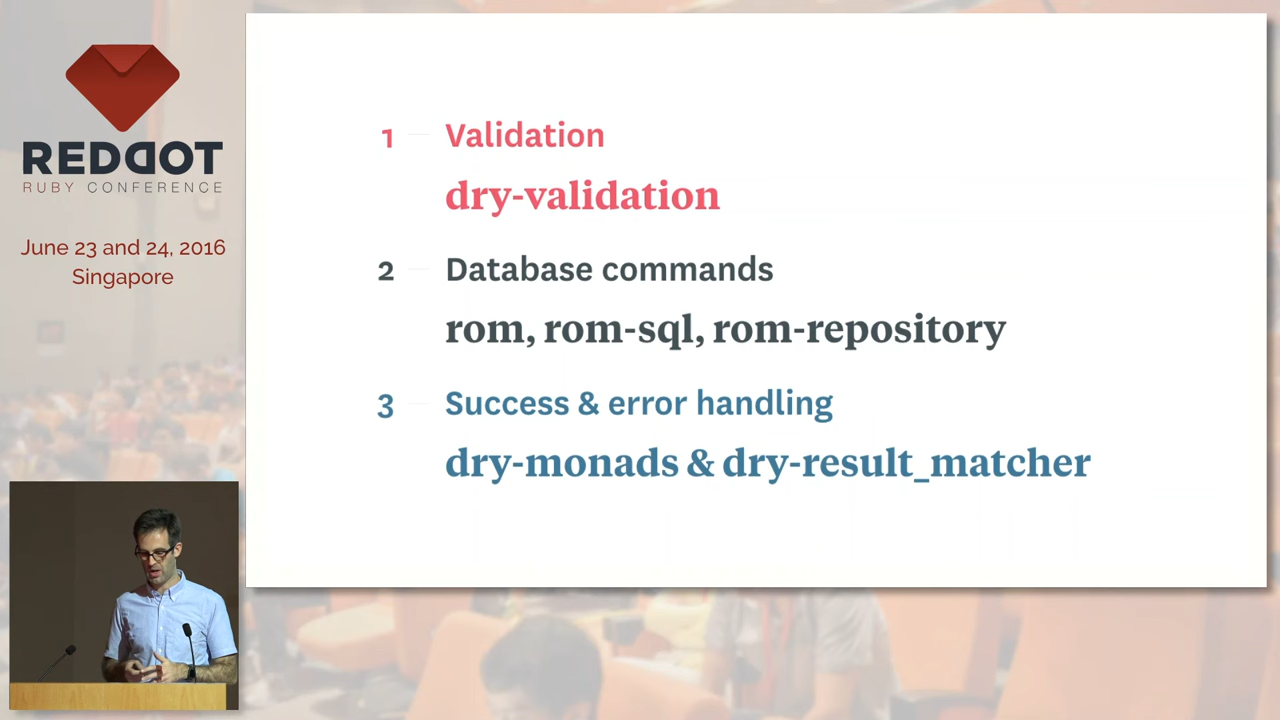 REDDOT
RUBY CONFERENCE
June 23 and 24, 2016
Singapore
1 Validation
dry-validation
2 Database commands
rom, rom-sql, rom-repository
3 Success & error handling
dry-monads & dry-result_matcher